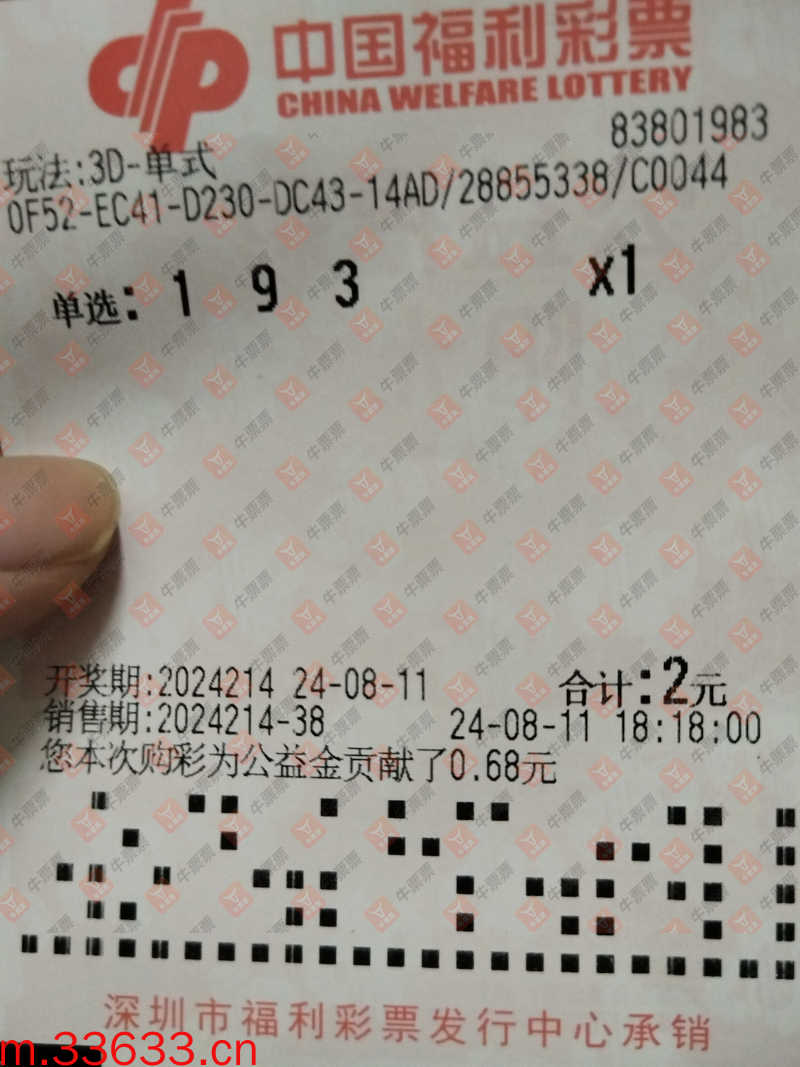 中国福利彩票
CHINA WELFARE LOTTERY
83801983
玩法:3D-单式
0F52-EC41-D230-DC43-14AD/28855338/C0044
单选: 1 9 3 x1
开奖期:2024214 24-08-11 合计:2元
销售期:2024214-38 24-08-11 18:18:00
您本次购彩为公益金贡献了0.68元
深圳市福利彩票发行中心承销
m.33633.cn
牛票票